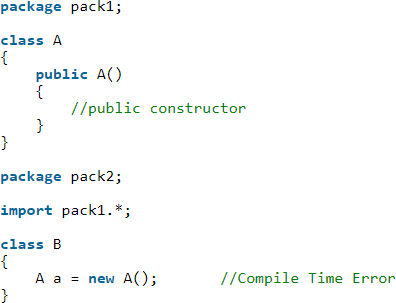 package pack1;
class A
{
public A()
{
//public constructor
}
}
package pack2;
import pack1.*;
class B
{
A a = new A();        //Compile Time Error
}